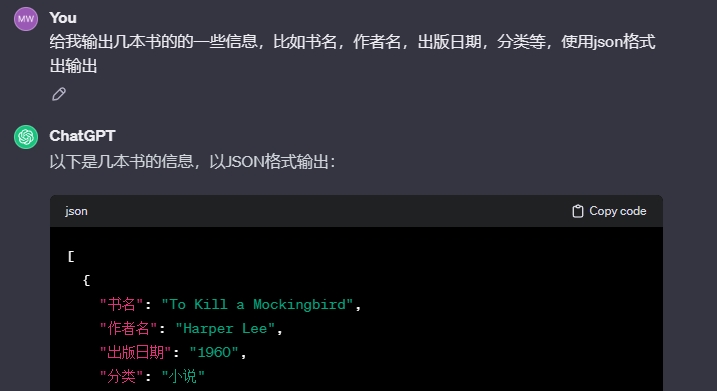 MW
You
给我输出几本书的的一些信息，比如书名，作者名，出版日期，分类等，使用json格式
出输出
ChatGPT
以下是几本书的信息，以JSON格式输出：
json
Copy code
[
{
"书名": "To Kill a Mockingbird",
"作者名": "Harper Lee",
"出版日期": "1960",
"分类": "小说"